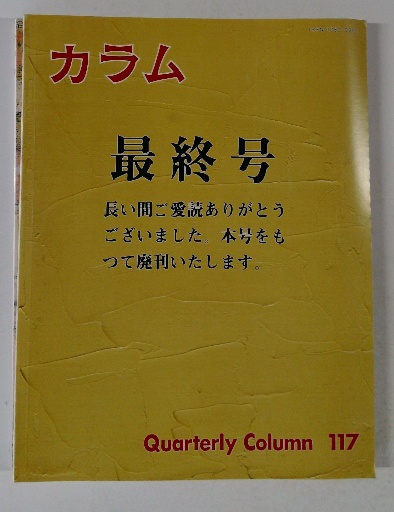 カラム
最終号
長い間ご愛読ありがとう
ございました。本号をも
つて廃刊いたします。
Quarterly Column 117